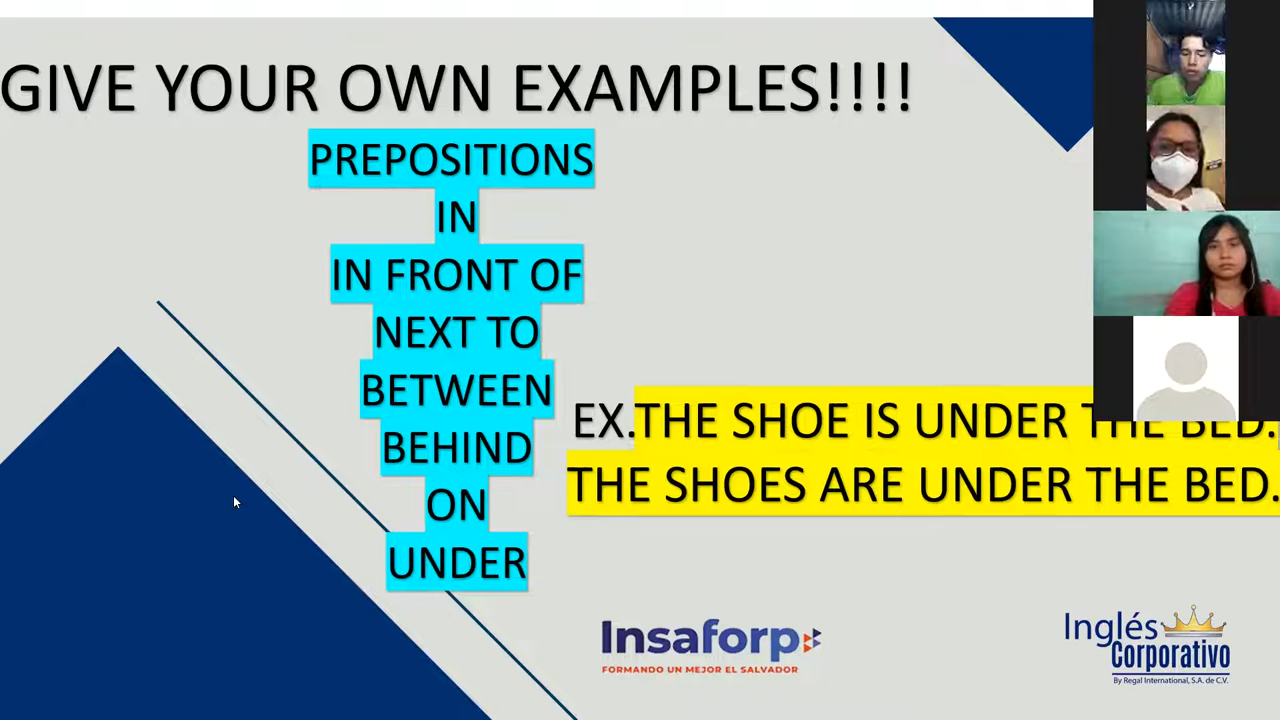 GIVE YOUR OWN EXAMPLES!!!!
PREPOSITIONS
IN
IN FRONT OF
NEXT TO
BETWEEN
BEHIND
ON
UNDER
EX.THE SHOE IS UNDER THE BED.
THE SHOES ARE UNDER THE BED.
Insaforp
FORMANDO UN MEJOR EL SALVADOR
Inglés
Corporativo
By Regal International, S.A. de C.V.